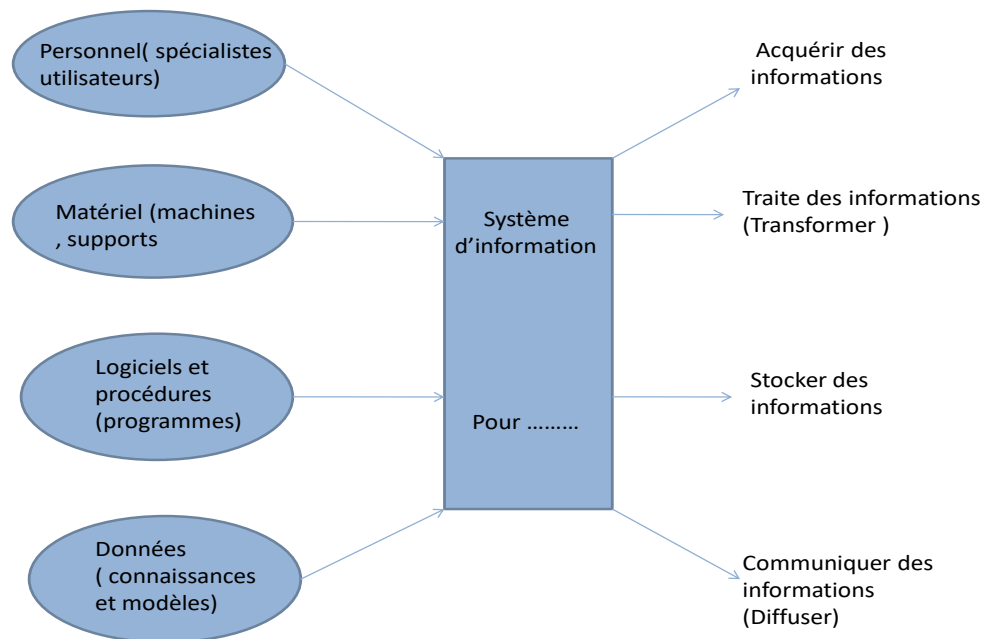 Personnel( spécialistes
utilisateurs)
Matériel (machines
, supports
Logiciels et
procédures
(programmes)
Données
( connaissances
et modèles)
Système
d’information
Pour ………
Acquérir des
informations
Traite des informations
(Transformer )
Stocker des
informations
Communiquer des
informations
(Diffuser)